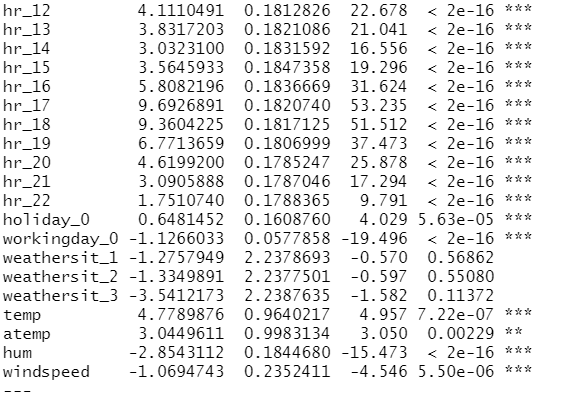 hr_12 4.1110491 0.1812826 22.678 < 2e-16 ***
hr_13 3.8317203 0.1821086 21.041 < 2e-16 ***
hr_14 3.0323100 0.1831592 16.556 < 2e-16 ***
hr_15 3.5645933 0.1847358 19.296 < 2e-16 ***
hr_16 5.8082196 0.1836669 31.624 < 2e-16 ***
hr_17 9.6926891 0.1820740 53.235 < 2e-16 ***
hr_18 9.3604225 0.1817125 51.512 < 2e-16 ***
hr_19 6.7713659 0.1806999 37.473 < 2e-16 ***
hr_20 4.6199200 0.1785247 25.878 < 2e-16 ***
hr_21 3.0905888 0.1787046 17.294 < 2e-16 ***
hr_22 1.7510740 0.1788365 9.791 < 2e-16 ***
holiday_0 0.6481452 0.1608760 4.029 5.63e-05 ***
workingday_0 -1.1266033 0.0577858 -19.496 < 2e-16 ***
weathersit_1 -1.2757949 2.2378693 -0.570 0.56862
weathersit_2 -1.3349891 2.2377501 -0.597 0.55080
weathersit_3 -3.5412173 2.2387635 -1.582 0.11372
temp 4.7789876 0.9640217 4.957 7.22e-07 ***
atemp 3.0449611 0.9983134 3.050 0.00229 **
hum -2.8543112 0.1844680 -15.473 < 2e-16 ***
windspeed -1.0694743 0.2352411 -4.546 5.50e-06 ***
---